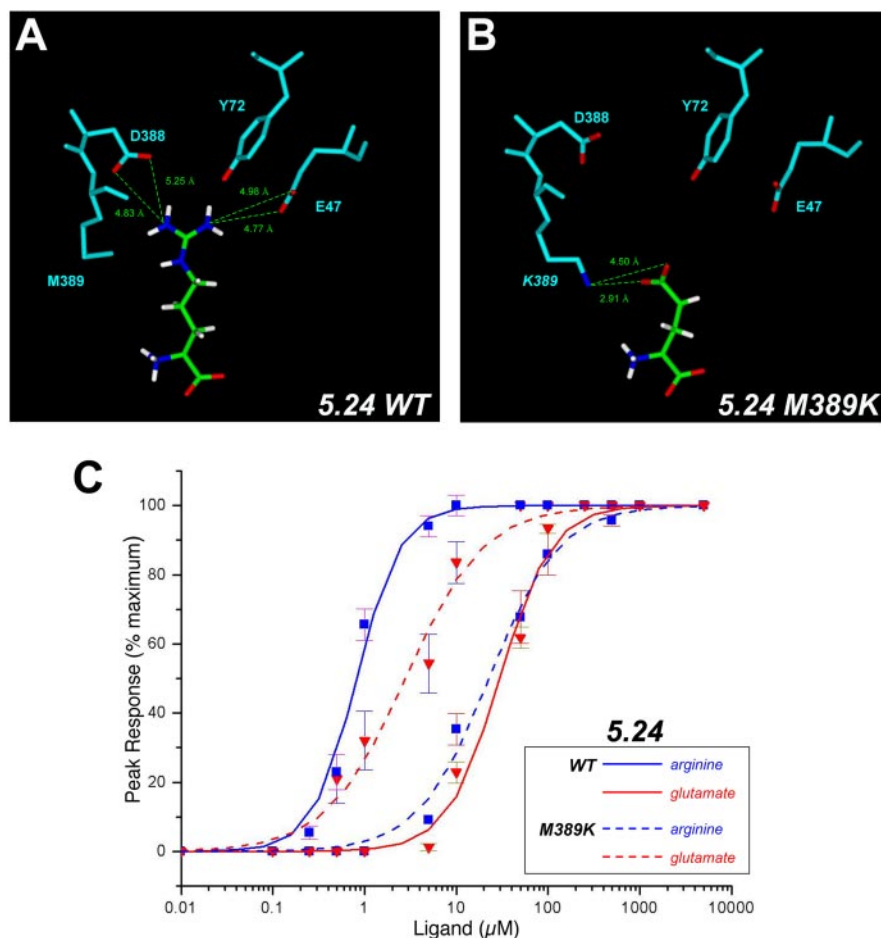 A
Y72
D388
5.25 Å
4.98 Å
4.83 Å
4.77 Å
E47
M389
5.24 WT
B
Y72
D388
E47
K389
4.50 Å
2.91 Å
5.24 M389K
C
Peak Response (% maximum)
100
80
60
40
20
0
0.01
0.1
1
10
100
1000
10000
Ligand (µM)
5.24
WT
arginine
glutamate
M389K
arginine
glutamate